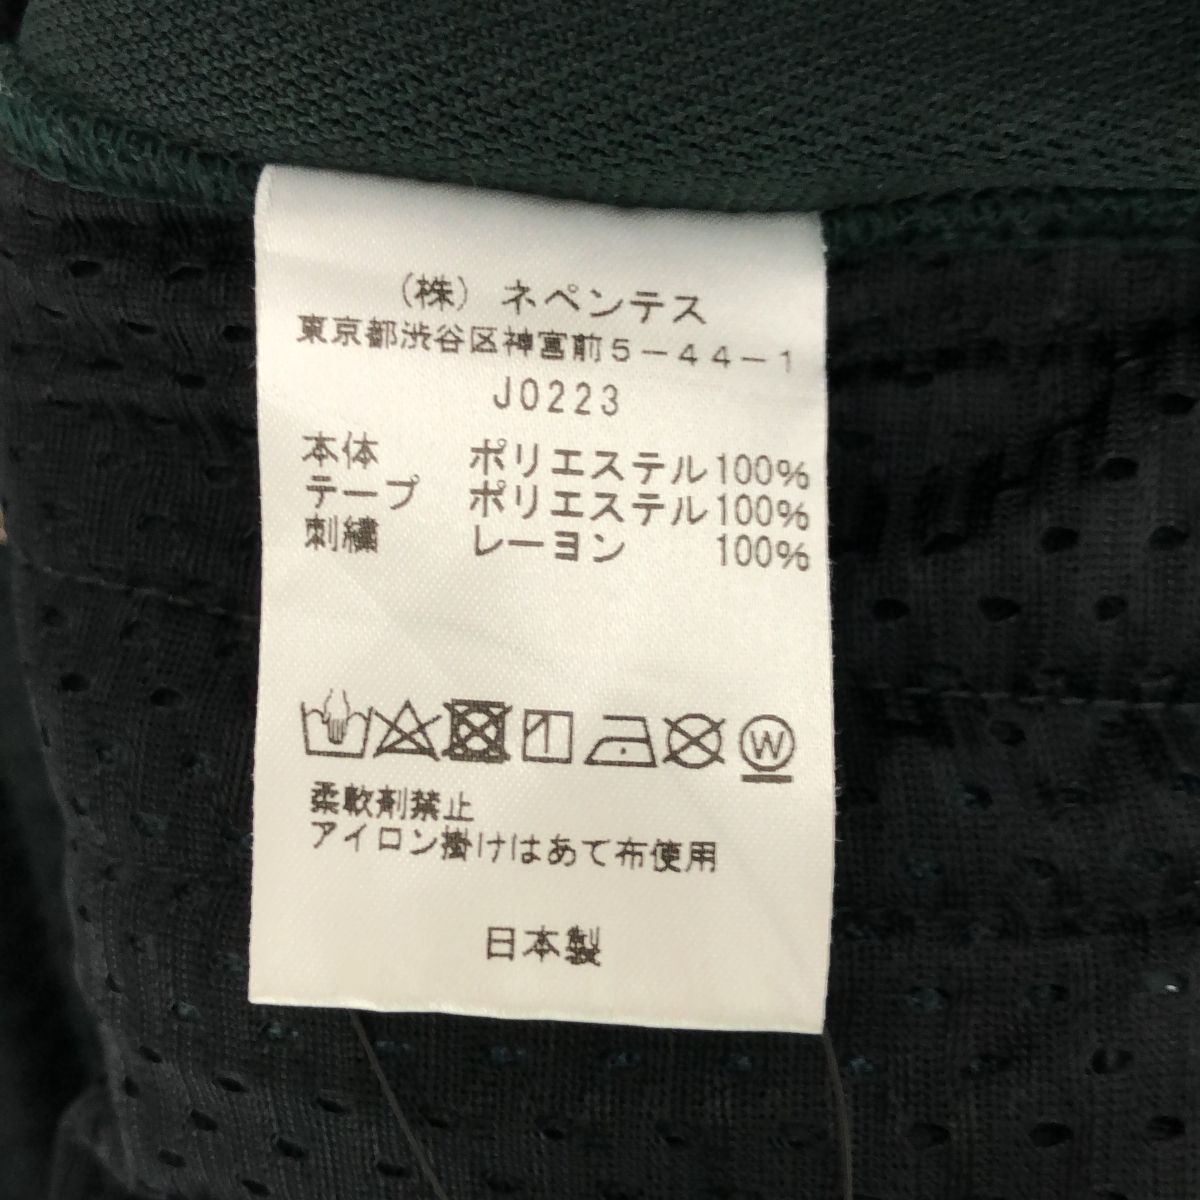 （株）ネペンテス
東京都渋谷区神宮前５－４４－１
J0223
本体 ポリエステル100%
テープ ポリエステル100%
刺繍 レーヨン 100%
W
柔軟剤禁止
アイロン掛けはあて布使用
日本製